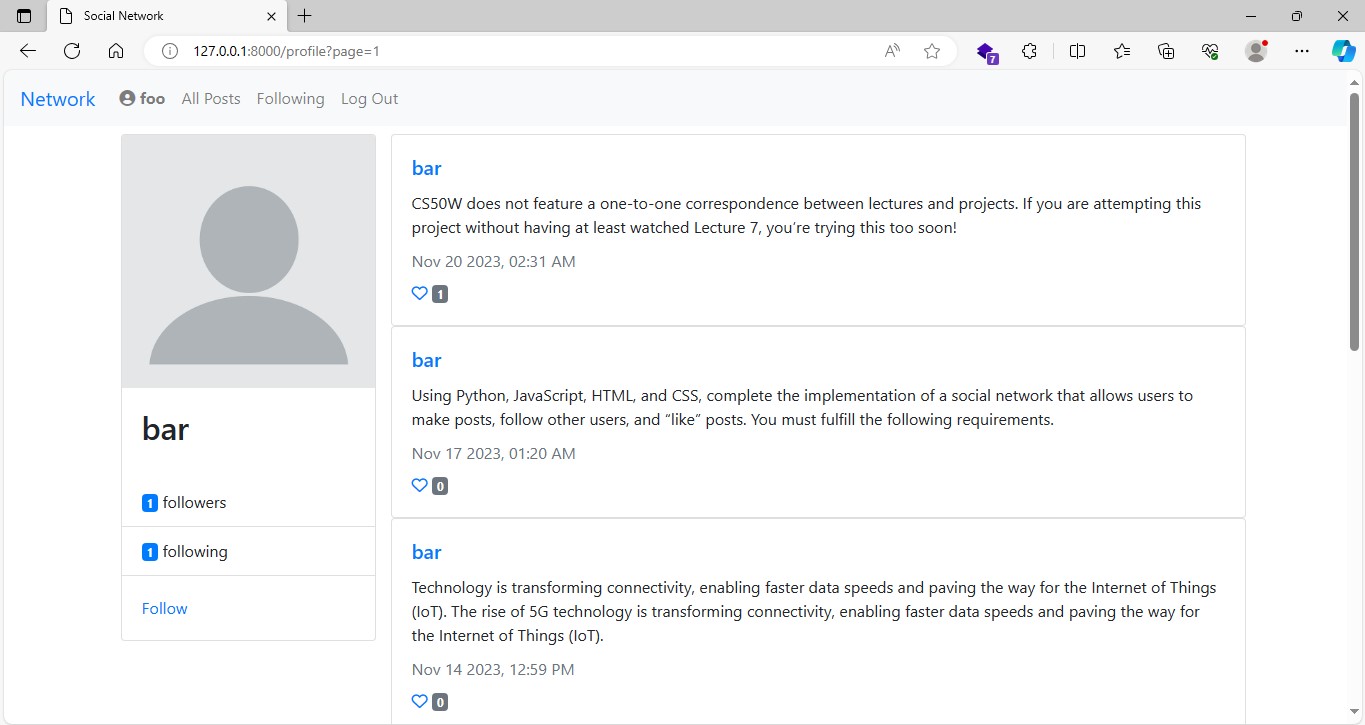 Social Network
127.0.0.1:8000/profile?page=1
A
7
Network
foo
All Posts
Following
Log Out
bar
1 followers
1 following
Follow
bar
CS50W does not feature a one-to-one correspondence between lectures and projects. If you are attempting this
project without having at least watched Lecture 7, you’re trying this too soon!
Nov 20 2023, 02:31 AM
1
bar
Using Python, JavaScript, HTML, and CSS, complete the implementation of a social network that allows users to
make posts, follow other users, and “like” posts. You must fulfill the following requirements.
Nov 17 2023, 01:20 AM
0
bar
Technology is transforming connectivity, enabling faster data speeds and paving the way for the Internet of Things
(IoT). The rise of 5G technology is transforming connectivity, enabling faster data speeds and paving the way for
the Internet of Things (IoT).
Nov 14 2023, 12:59 PM
0